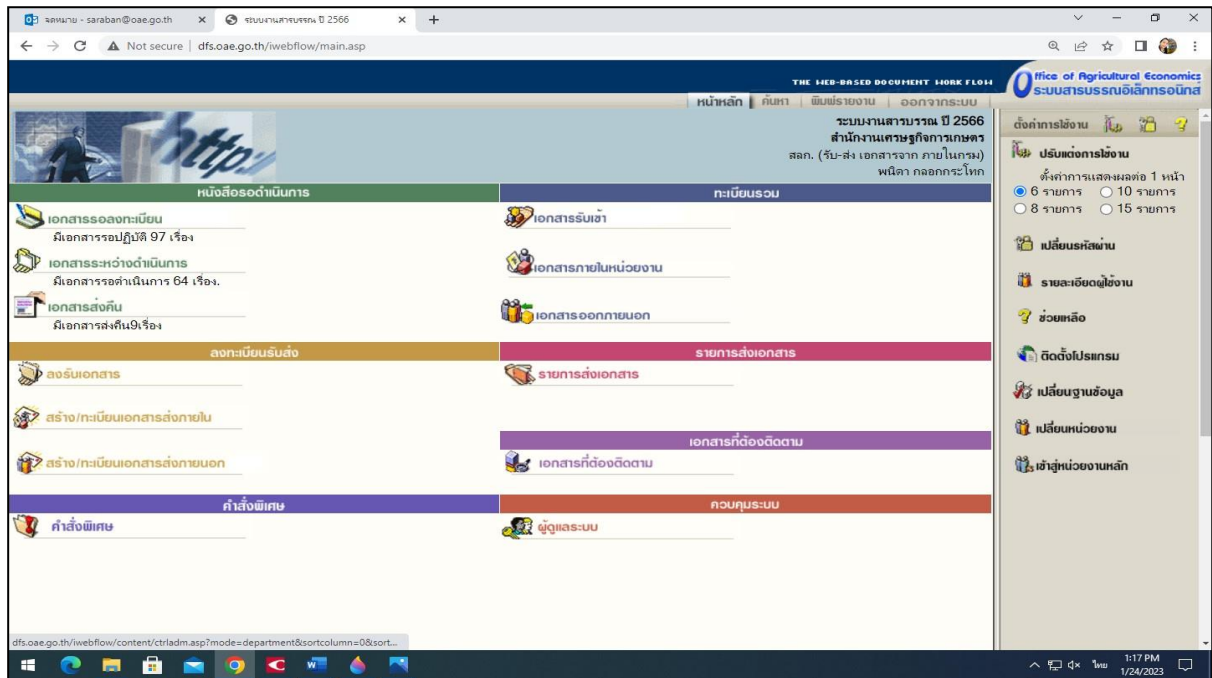 จดหมาย - saraban@oae.go.th
ระบบงานสารบรรณ ปี 2566
Not secure | dfs.oae.go.th/iwebflow/main.asp
THE WEB-BASED DOCUMENT WORK FLOW
Office of Agricultural Economics
ระบบสารบรรณอิเล็กทรอนิกส
หน้าหลัก | ค้นหา | พิมพ์รายงาน | ออกจากระบบ
http:/
ระบบงานสารบรรณ ปี 2566
สำนักงานเศรษฐกิจการเกษตร
สลก. (รับ-ส่ง เอกสารจาก ภายในกรม)
พนิตา กลอกกระโทก
หนังสือรอดำเนินการ
เอกสารรอลงทะเบียน
มีเอกสารรอปฏิบัติ 97 เรื่อง
เอกสารระหว่างดำเนินการ
มีเอกสารรอดำเนินการ 64 เรื่อง.
เอกสารส่งคืน
มีเอกสารส่งคืน9เรื่อง
ทะเบียนรวม
เอกสารรับเข้า
เอกสารภายในหน่วยงาน
เอกสารออกภายนอก
ลงทะเบียนรับส่ง
ลงรับเอกสาร
สร้าง/ทะเบียนเอกสารส่งภายใน
สร้าง/ทะเบียนเอกสารส่งภายนอก
รายการส่งเอกสาร
รายการส่งเอกสาร
เอกสารที่ต้องติดตาม
เอกสารที่ต้องติดตาม
คำสั่งพิเศษ
คำสั่งพิเศษ
ควบคุมระบบ
ผู้ดูแลระบบ
ตั้งค่าการใช้งาน
ปรับแต่งการใช้งาน
ตั้งค่าการแสดงผลต่อ 1 หน้า
6 รายการ 10 รายการ
8 รายการ 15 รายการ
เปลี่ยนรหัสผ่าน
รายละเอียดผู้ใช้งาน
ช่วยเหลือ
ติดตั้งโปรแกรม
เปลี่ยนฐานข้อมูล
เปลี่ยนหน่วยงาน
เข้าสู่หน่วยงานหลัก
dfs.oae.go.th/iwebflow/content/ctrladm.asp?mode=department&sortcolumn=0&sort...
ไทย
1:17 PM
1/24/2023